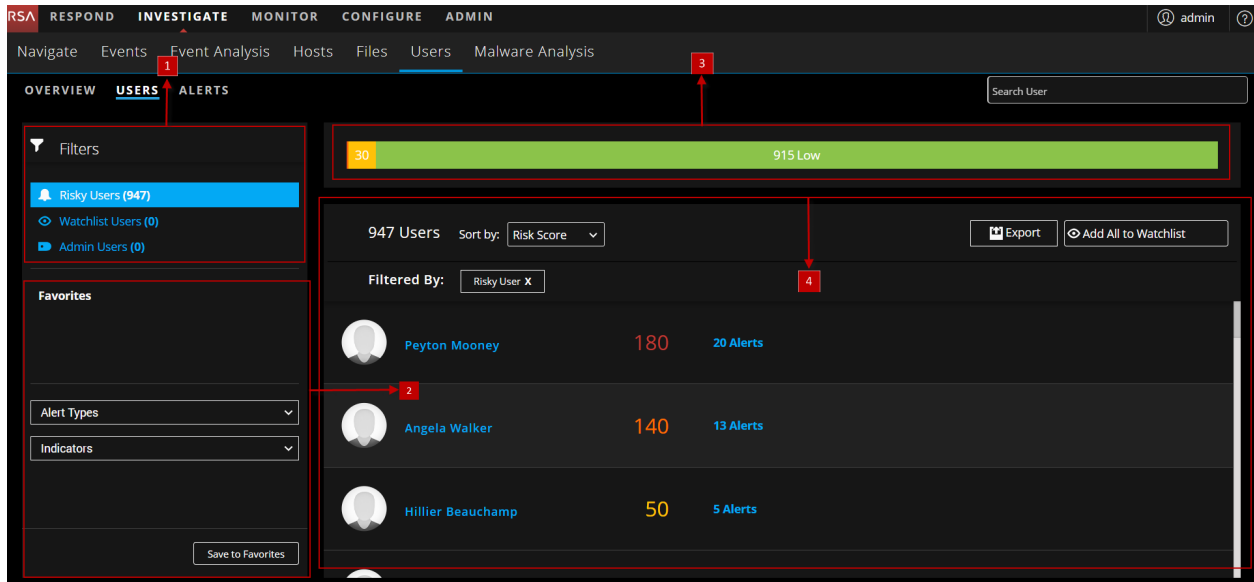 RSA RESPOND INVESTIGATE MONITOR CONFIGURE ADMIN admin ?
Navigate Events Event Analysis Hosts Files Users Malware Analysis
1
3
OVERVIEW USERS ALERTS
Search User
Filters
30 915 Low
Risky Users (947)
Watchlist Users (0)
Admin Users (0)
947 Users Sort by: Risk Score Export Add All to Watchlist
Filtered By: Risky User X
4
Favorites
Peyton Mooney 180 20 Alerts
2
Alert Types
Angela Walker 140 13 Alerts
Indicators
Hillier Beauchamp 50 5 Alerts
Save to Favorites